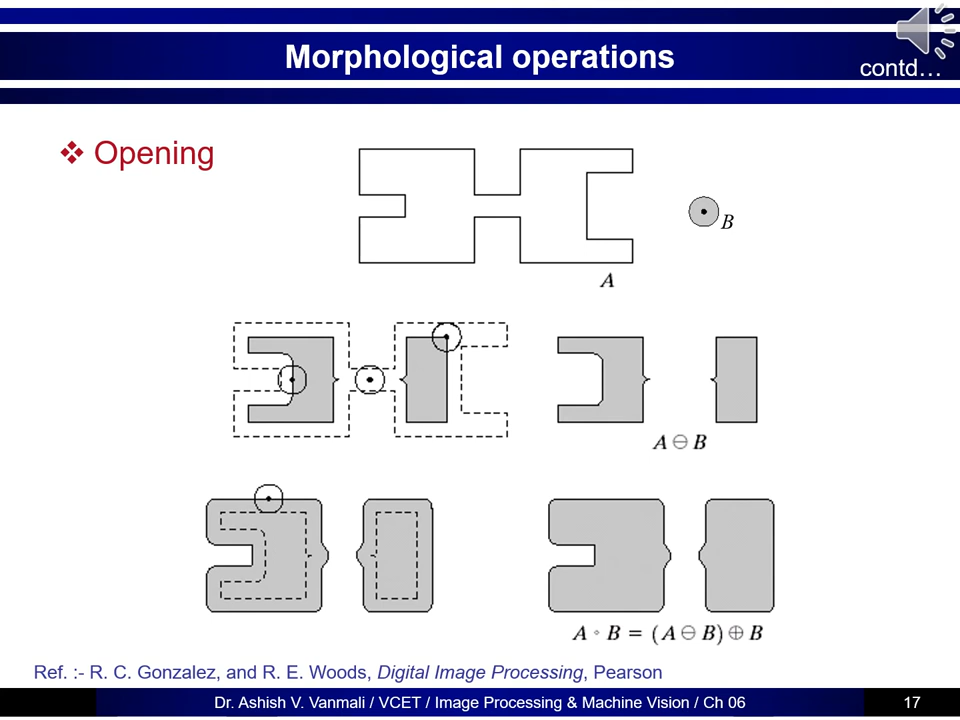 Morphological operations
contd…
❖ Opening
B
A
A ⊖ B
A ∘ B = (A ⊖ B) ⊕ B
Ref. :- R. C. Gonzalez, and R. E. Woods, Digital Image Processing, Pearson
Dr. Ashish V. Vanmali / VCET / Image Processing & Machine Vision / Ch 06
17